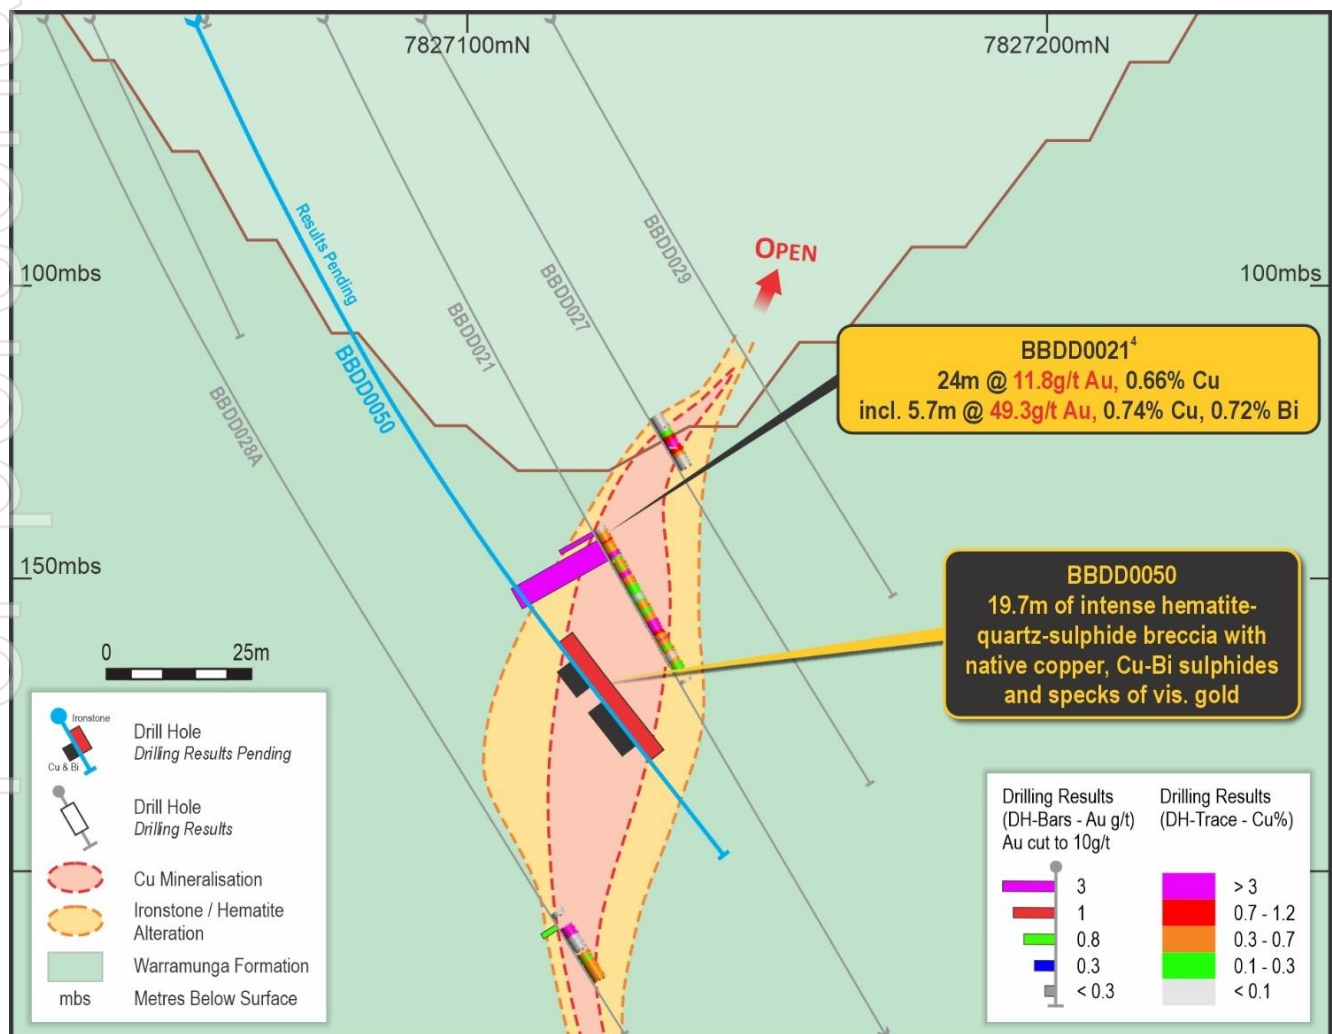 7827100mN
7827200mN
100mbs
100mbs
150mbs
Results Pending
BBDD0050
BBDD021
BBDD027
BBDD029
BBDD028A
OPEN
BBDD0021⁴
24m @ 11.8g/t Au, 0.66% Cu
incl. 5.7m @ 49.3g/t Au, 0.74% Cu, 0.72% Bi
BBDD0050
19.7m of intense hematite-
quartz-sulphide breccia with
native copper, Cu-Bi sulphides
and specks of vis. gold
0 25m
Ironstone
Cu & Bi
Drill Hole
Drilling Results Pending
Drill Hole
Drilling Results
Cu Mineralisation
Ironstone / Hematite
Alteration
Warramunga Formation
mbs Metres Below Surface
Drilling Results
(DH-Bars - Au g/t)
Au cut to 10g/t
3
1
0.8
0.3
< 0.3
Drilling Results
(DH-Trace - Cu%)
> 3
0.7 - 1.2
0.3 - 0.7
0.1 - 0.3
< 0.1